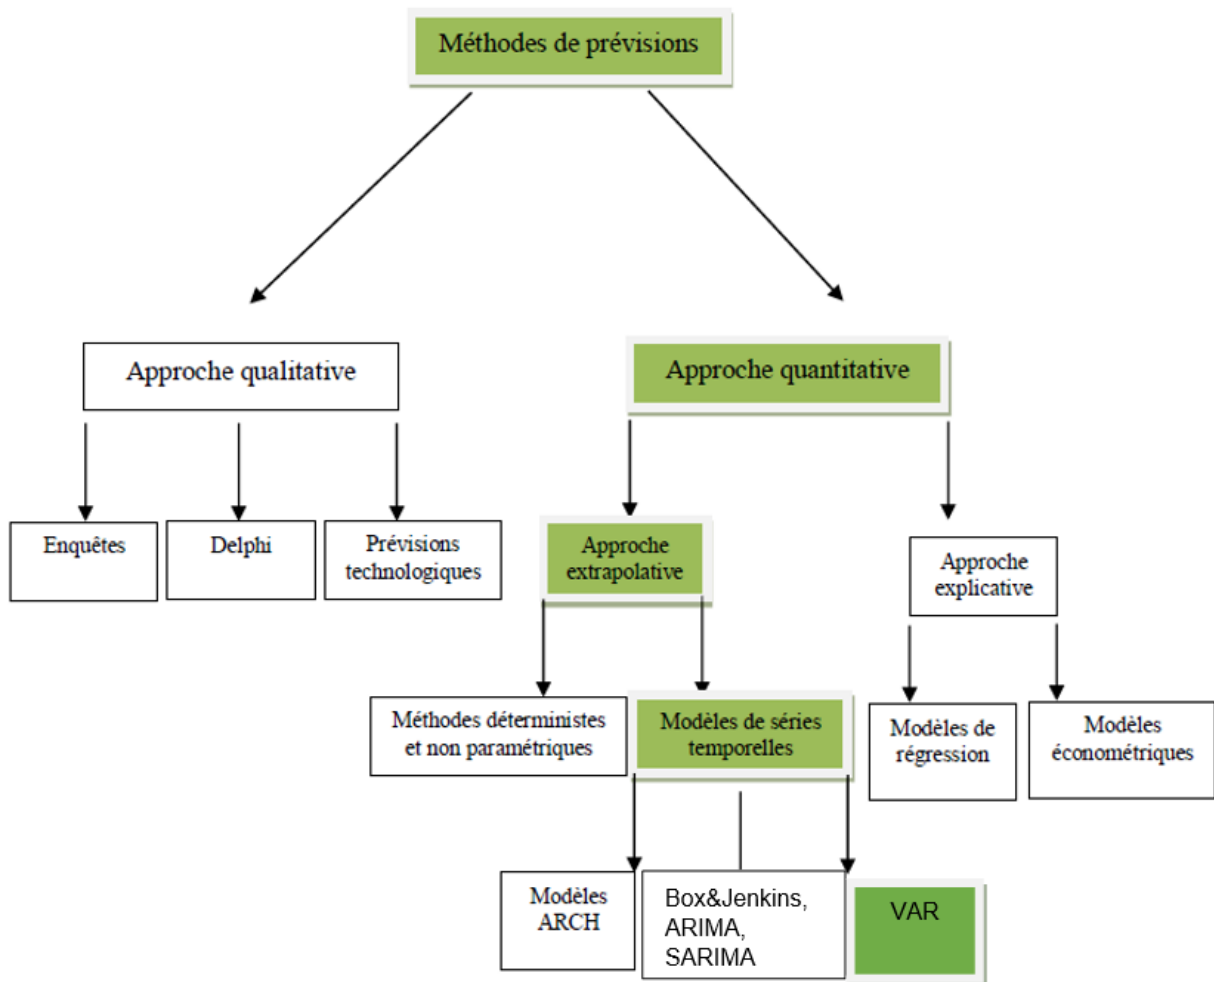 Méthodes de prévisions
Approche qualitative
Approche quantitative
Enquêtes
Delphi
Prévisions
technologiques
Approche
extrapolative
Approche
explicative
Méthodes déterministes
et non paramétriques
Modèles de séries
temporelles
Modèles de
régression
Modèles
économétriques
Modèles
ARCH
Box&Jenkins,
ARIMA,
SARIMA
VAR